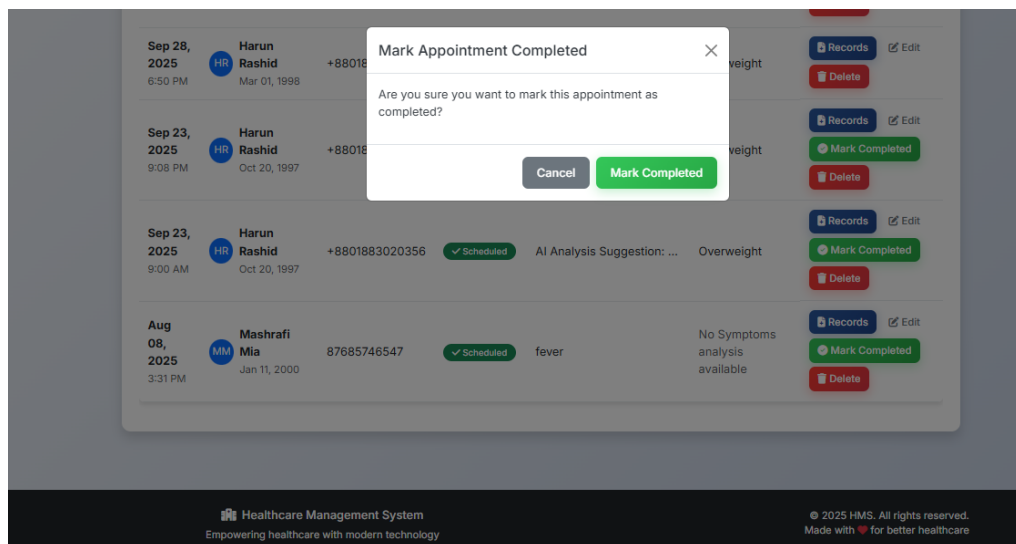 Mark Appointment Completed
Are you sure you want to mark this appointment as
completed?
Cancel Mark Completed
Sep 28, Harun Records Edit
2025 HR Rashid +88018 Delete
6:50 PM Mar 01, 1998
Sep 23, Harun Records Edit
2025 HR Rashid +88018 Mark Completed
9:08 PM Oct 20, 1997 Delete
Sep 23, Harun Records Edit
2025 HR Rashid +8801883020356 Scheduled AI Analysis Suggestion: ... Overweight Mark Completed
9:00 AM Oct 20, 1997 Delete
Aug Mashrafi No Symptoms Records Edit
08, MM Mia 87685746547 Scheduled fever analysis Mark Completed
2025 Jan 11, 2000 available Delete
3:31 PM
Healthcare Management System
Empowering healthcare with modern technology
© 2025 HMS. All rights reserved.
Made with ❤ for better healthcare